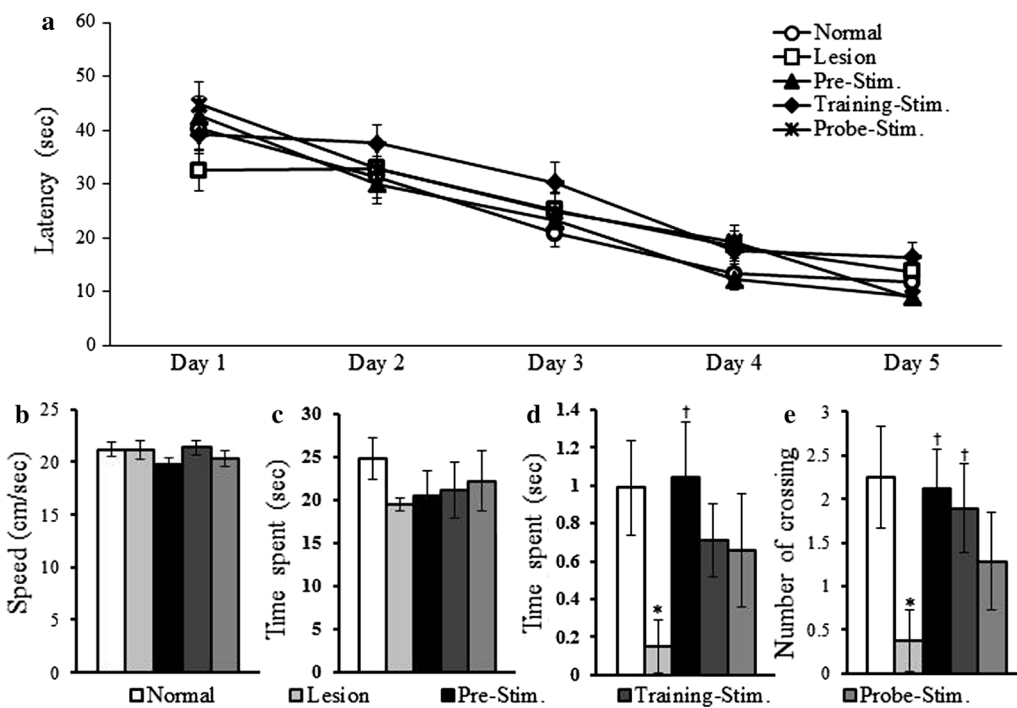 a
Latency (sec)
60
50
40
30
20
10
0
Day 1 Day 2 Day 3 Day 4 Day 5
Normal
Lesion
Pre-Stim.
Training-Stim.
Probe-Stim.
b
Speed (cm/sec)
25
20
15
10
5
0
c
Time spent (sec)
30
25
20
15
10
5
0
d
Time spent (sec)
1.4
1.2
1
0.8
0.6
0.4
0.2
0
*
†
e
Number of crossing
3
2.5
2
1.5
1
0.5
0
*
†
†
Normal Lesion Pre-Stim. Training-Stim. Probe-Stim.